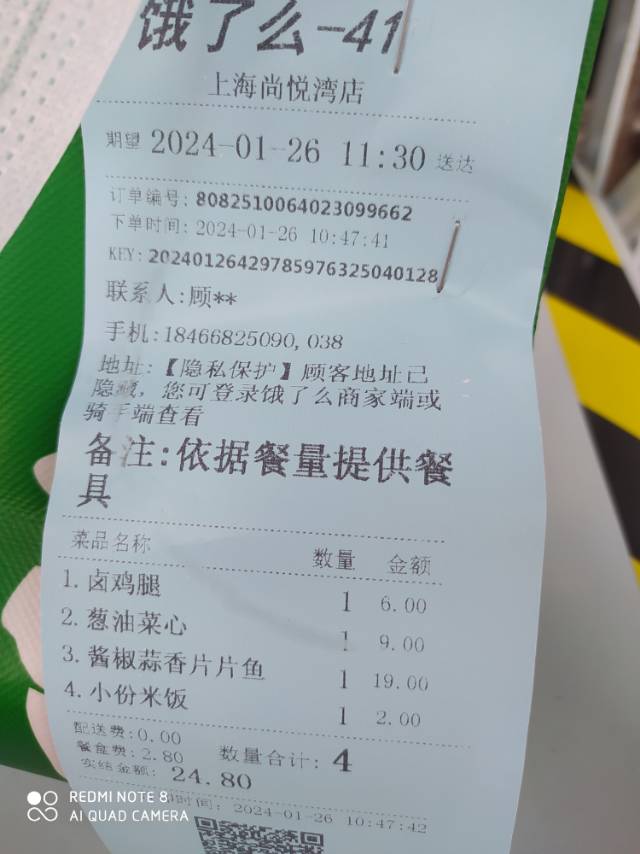 饿了么-41
上海尚悦湾店
期望 2024-01-26 11:30 送达
订单编号: 8082510064023099662
下单时间: 2024-01-26 10:47:41
KEY: 202401264297859763250401​28
联系人:顾**
手机:18466825090,038
地址:【隐私保护】顾客地址已
隐藏，您可登录饿了么商家端或
骑手端查看
备注:依据餐量提供餐
具
菜品名称 数量 金额
1. 卤鸡腿 1 6.00
2. 葱油菜心 1 9.00
3. 酱椒蒜香片片鱼 1 19.00
4. 小份米饭 1 2.00
配送费:0.00
餐盒费: 2.80 数量合计: 4
实结金额: 24.80
时间: 2024-01-26 10:47:42
REDMI NOTE 8
AI QUAD CAMERA